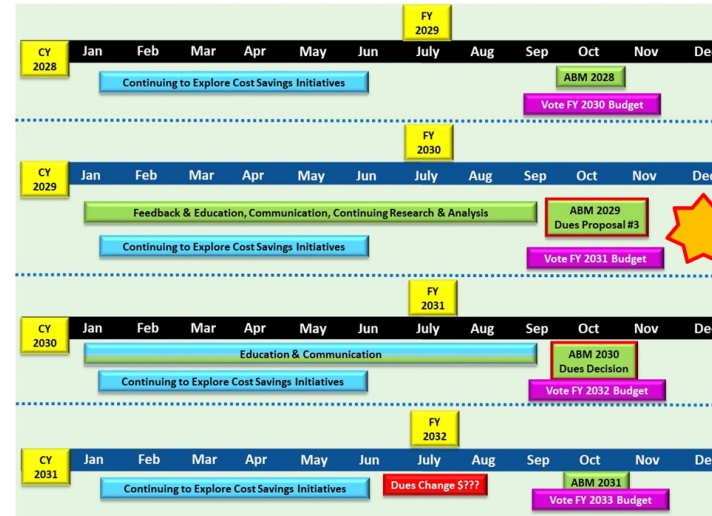 FY
2029
CY
2028
Jan Feb Mar Apr May Jun July Aug Sep Oct Nov De
Continuing to Explore Cost Savings Initiatives
ABM 2028
Vote FY 2030 Budget
FY
2030
CY
2029
Jan Feb Mar Apr May Jun July Aug Sep Oct Nov Dec
Feedback & Education, Communication, Continuing Research & Analysis
ABM 2029
Dues Proposal #3
Continuing to Explore Cost Savings Initiatives
Vote FY 2031 Budget
FY
2031
CY
2030
Jan Feb Mar Apr May Jun July Aug Sep Oct Nov De
Education & Communication
ABM 2030
Dues Decision
Continuing to Explore Cost Savings Initiatives
Vote FY 2032 Budget
FY
2032
CY
2031
Jan Feb Mar Apr May Jun July Aug Sep Oct Nov De
Continuing to Explore Cost Savings Initiatives
Dues Change $???
ABM 2031
Vote FY 2033 Budget